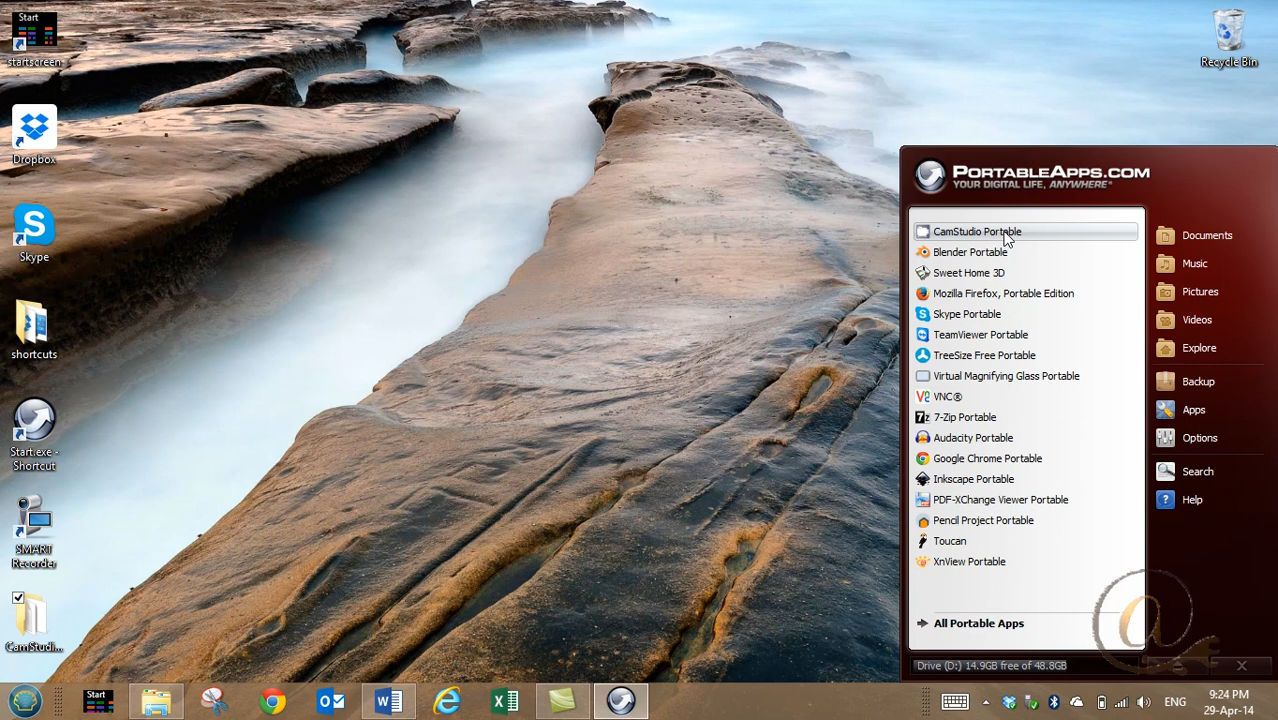 Start
startscreen
Dropbox
Skype
shortcuts
Start.exe -
Shortcut
SMART
Recorder
CamStudi...
Recycle Bin
PORTABLEAPPS.COM
YOUR DIGITAL LIFE, ANYWHERE®
CamStudio Portable
Blender Portable
Sweet Home 3D
Mozilla Firefox, Portable Edition
Skype Portable
TeamViewer Portable
TreeSize Free Portable
Virtual Magnifying Glass Portable
VNC®
7-Zip Portable
Audacity Portable
Google Chrome Portable
Inkscape Portable
PDF-XChange Viewer Portable
Pencil Project Portable
Toucan
XnView Portable
All Portable Apps
Documents
Music
Pictures
Videos
Explore
Backup
Apps
Options
Search
Help
Drive (D:) 14.9GB free of 48.8GB
Start
ENG
9:24 PM
29-Apr-14